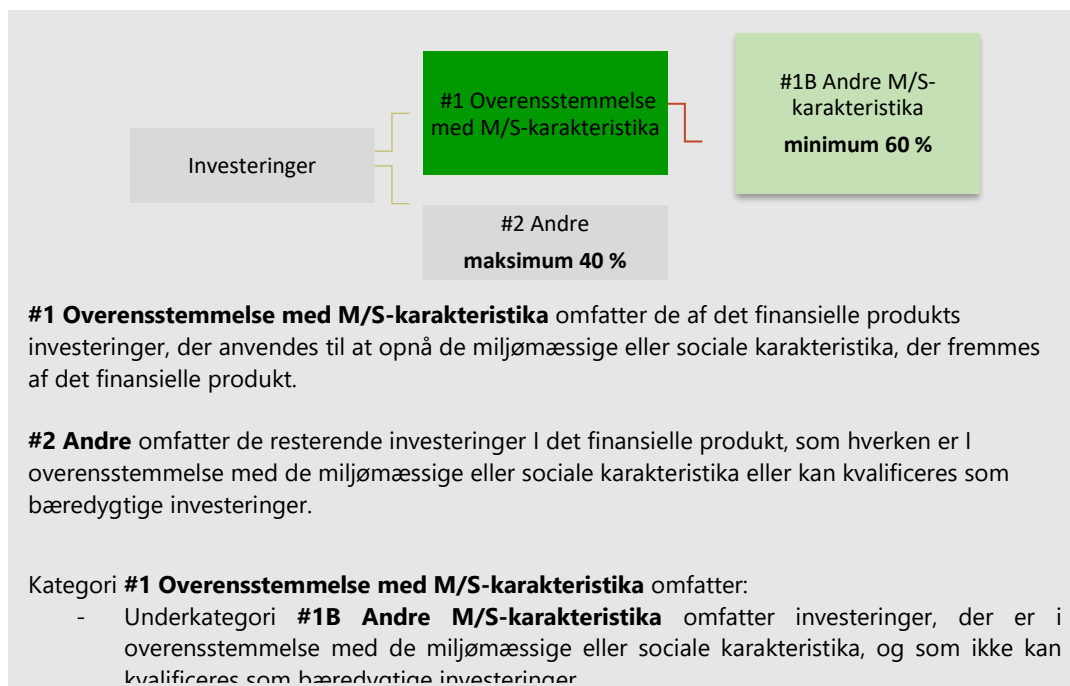 Investeringer
#1 Overensstemmelse
med M/S-karakteristika
#1B Andre M/S-
karakteristika
minimum 60 %
#2 Andre
maksimum 40 %
#1 Overensstemmelse med M/S-karakteristika omfatter de af det finansielle produkts
investeringer, der anvendes til at opnå de miljømæssige eller sociale karakteristika, der fremmes
af det finansielle produkt.
#2 Andre omfatter de resterende investeringer I det finansielle produkt, som hverken er I
overensstemmelse med de miljømæssige eller sociale karakteristika eller kan kvalificeres som
bæredygtige investeringer.
Kategori #1 Overensstemmelse med M/S-karakteristika omfatter:
- Underkategori #1B Andre M/S-karakteristika omfatter investeringer, der er i
overensstemmelse med de miljømæssige eller sociale karakteristika, og som ikke kan
kvalificeres som bæredygtige investeringer